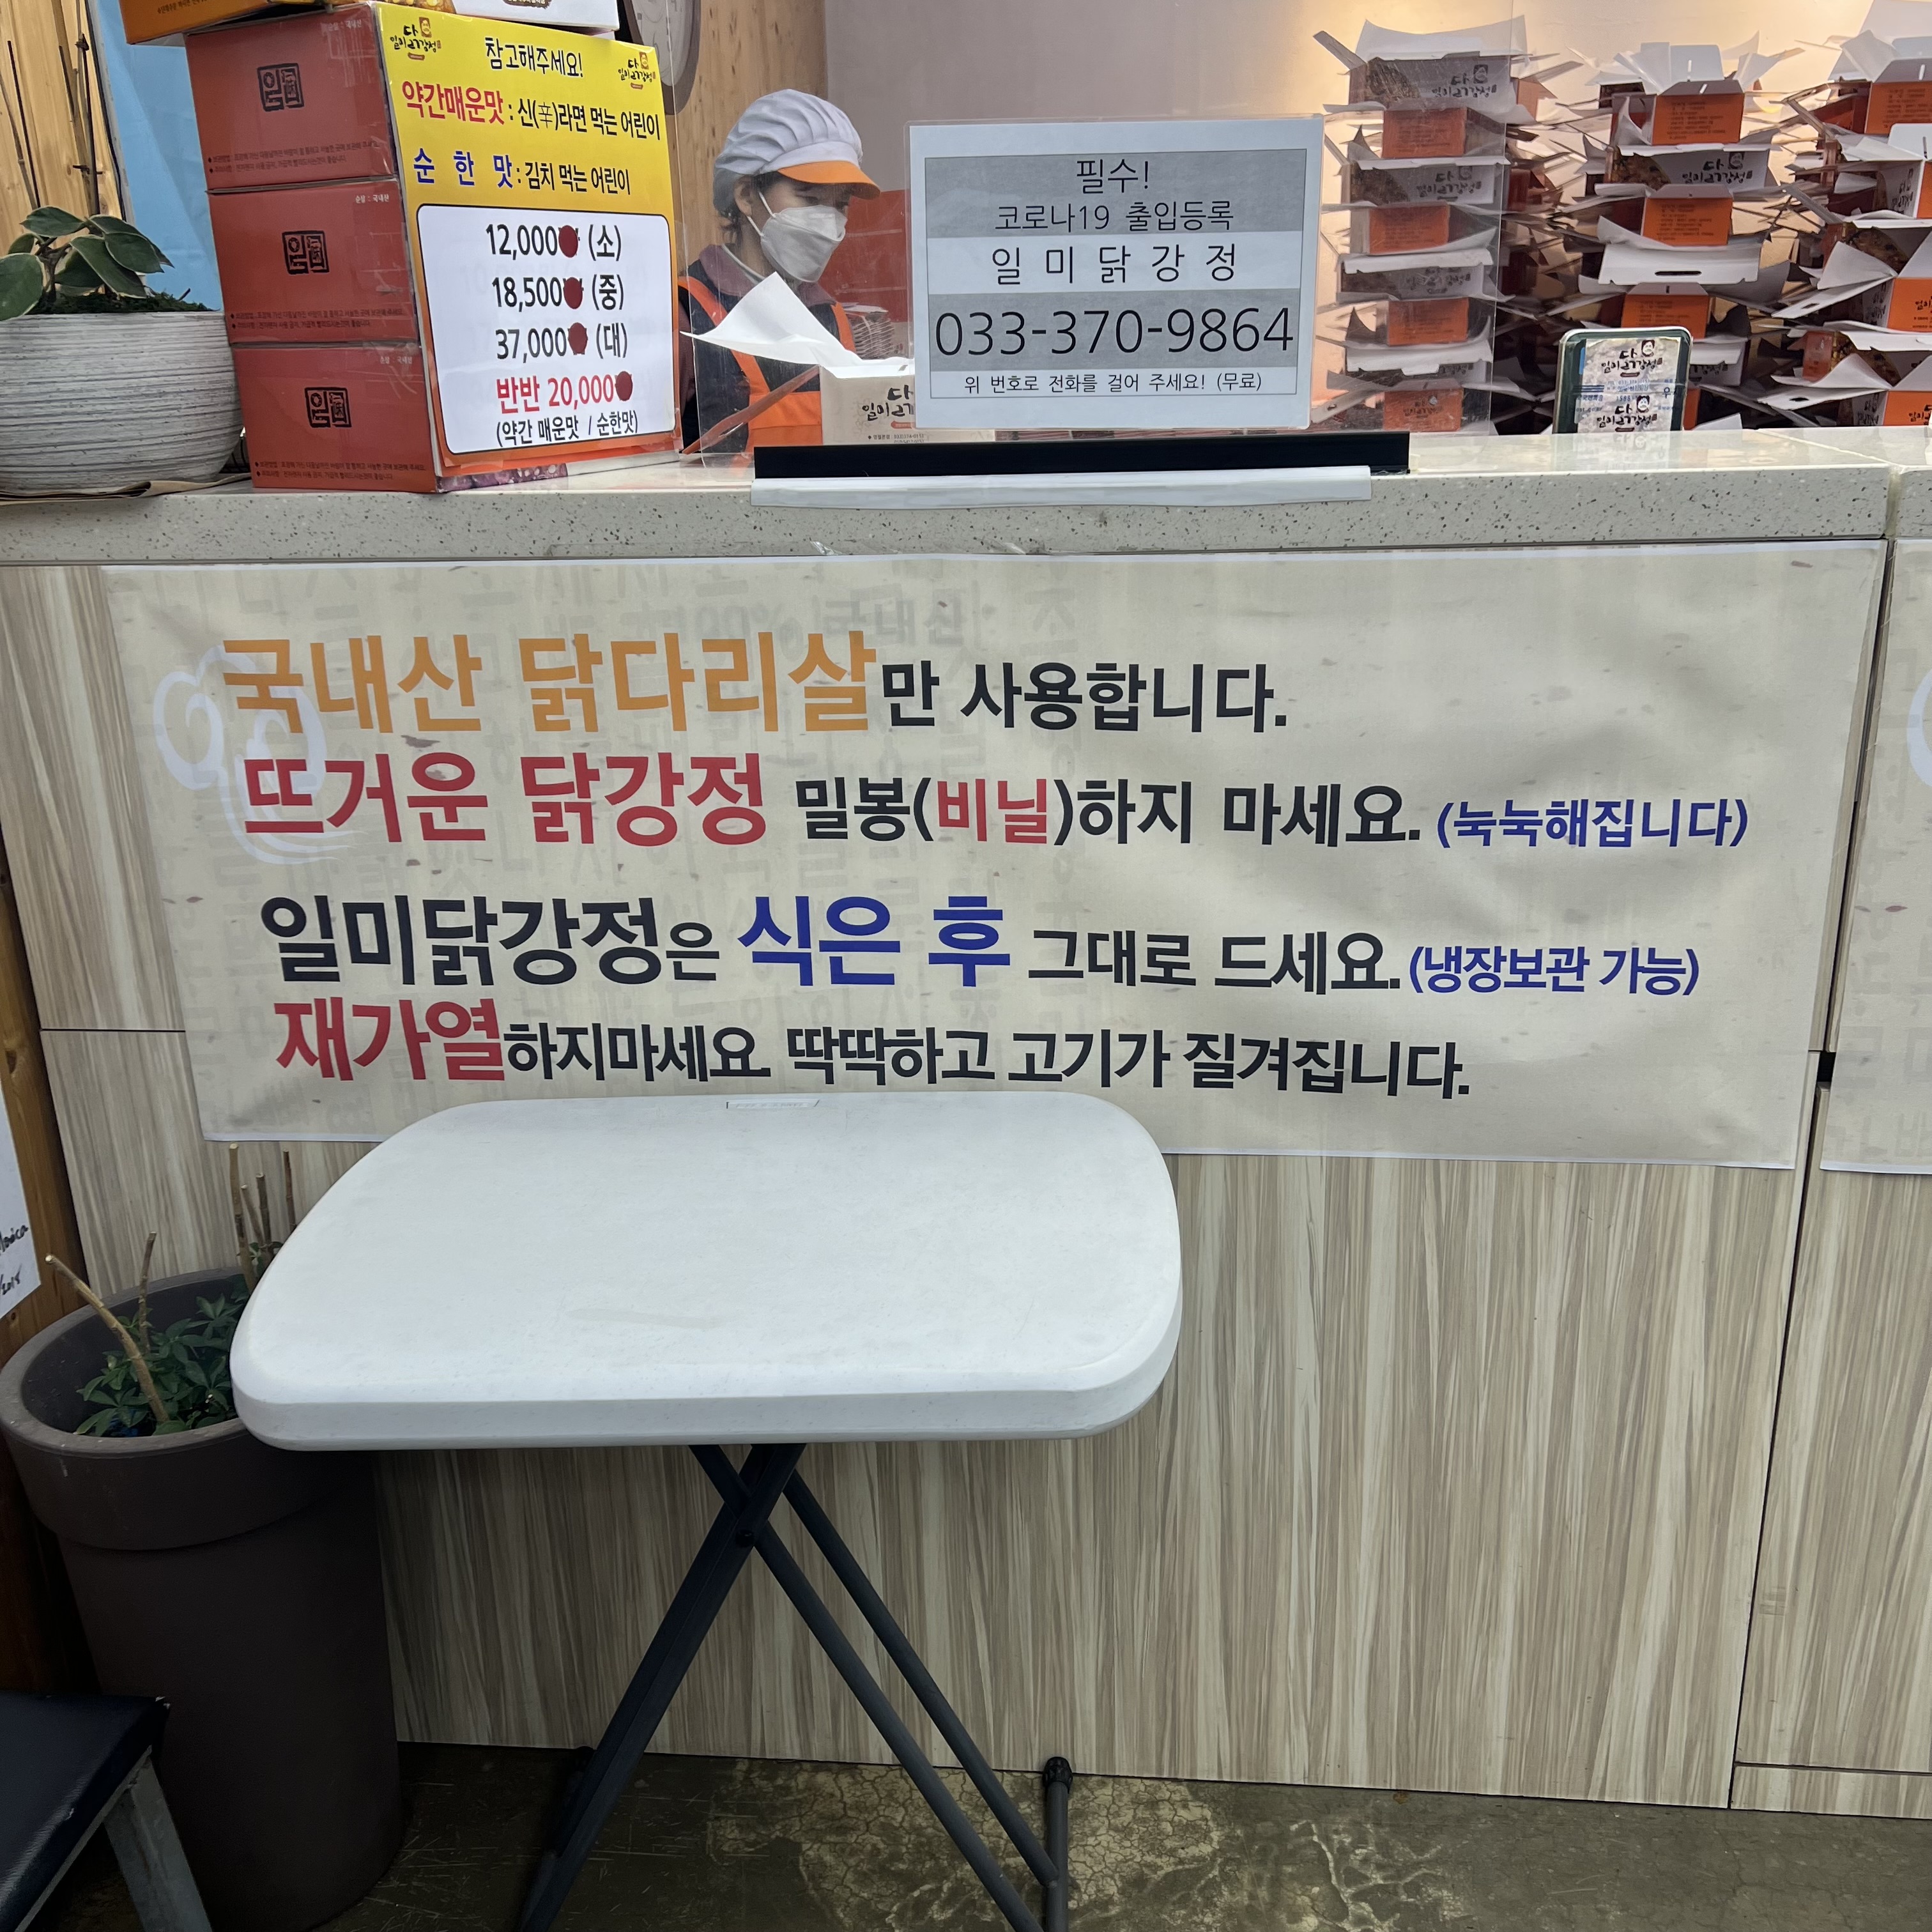 참고해주세요!
약간매운맛 : 신(辛)라면 먹는 어린이
순 한 맛 : 김치 먹는 어린이
12,000 (소)
18,500 (중)
37,000 (대)
반반 20,000
(약간 매운맛 / 순한맛)
필수!
코로나19 출입등록
일 미 닭 강 정
033-370-9864
위 번호로 전화를 걸어 주세요! (무료)
국내산 닭다리살만 사용합니다.
뜨거운 닭강정 밀봉(비닐)하지 마세요. (눅눅해집니다)
일미닭강정은 식은 후 그대로 드세요. (냉장보관 가능)
재가열하지마세요. 딱딱하고 고기가 질겨집니다.